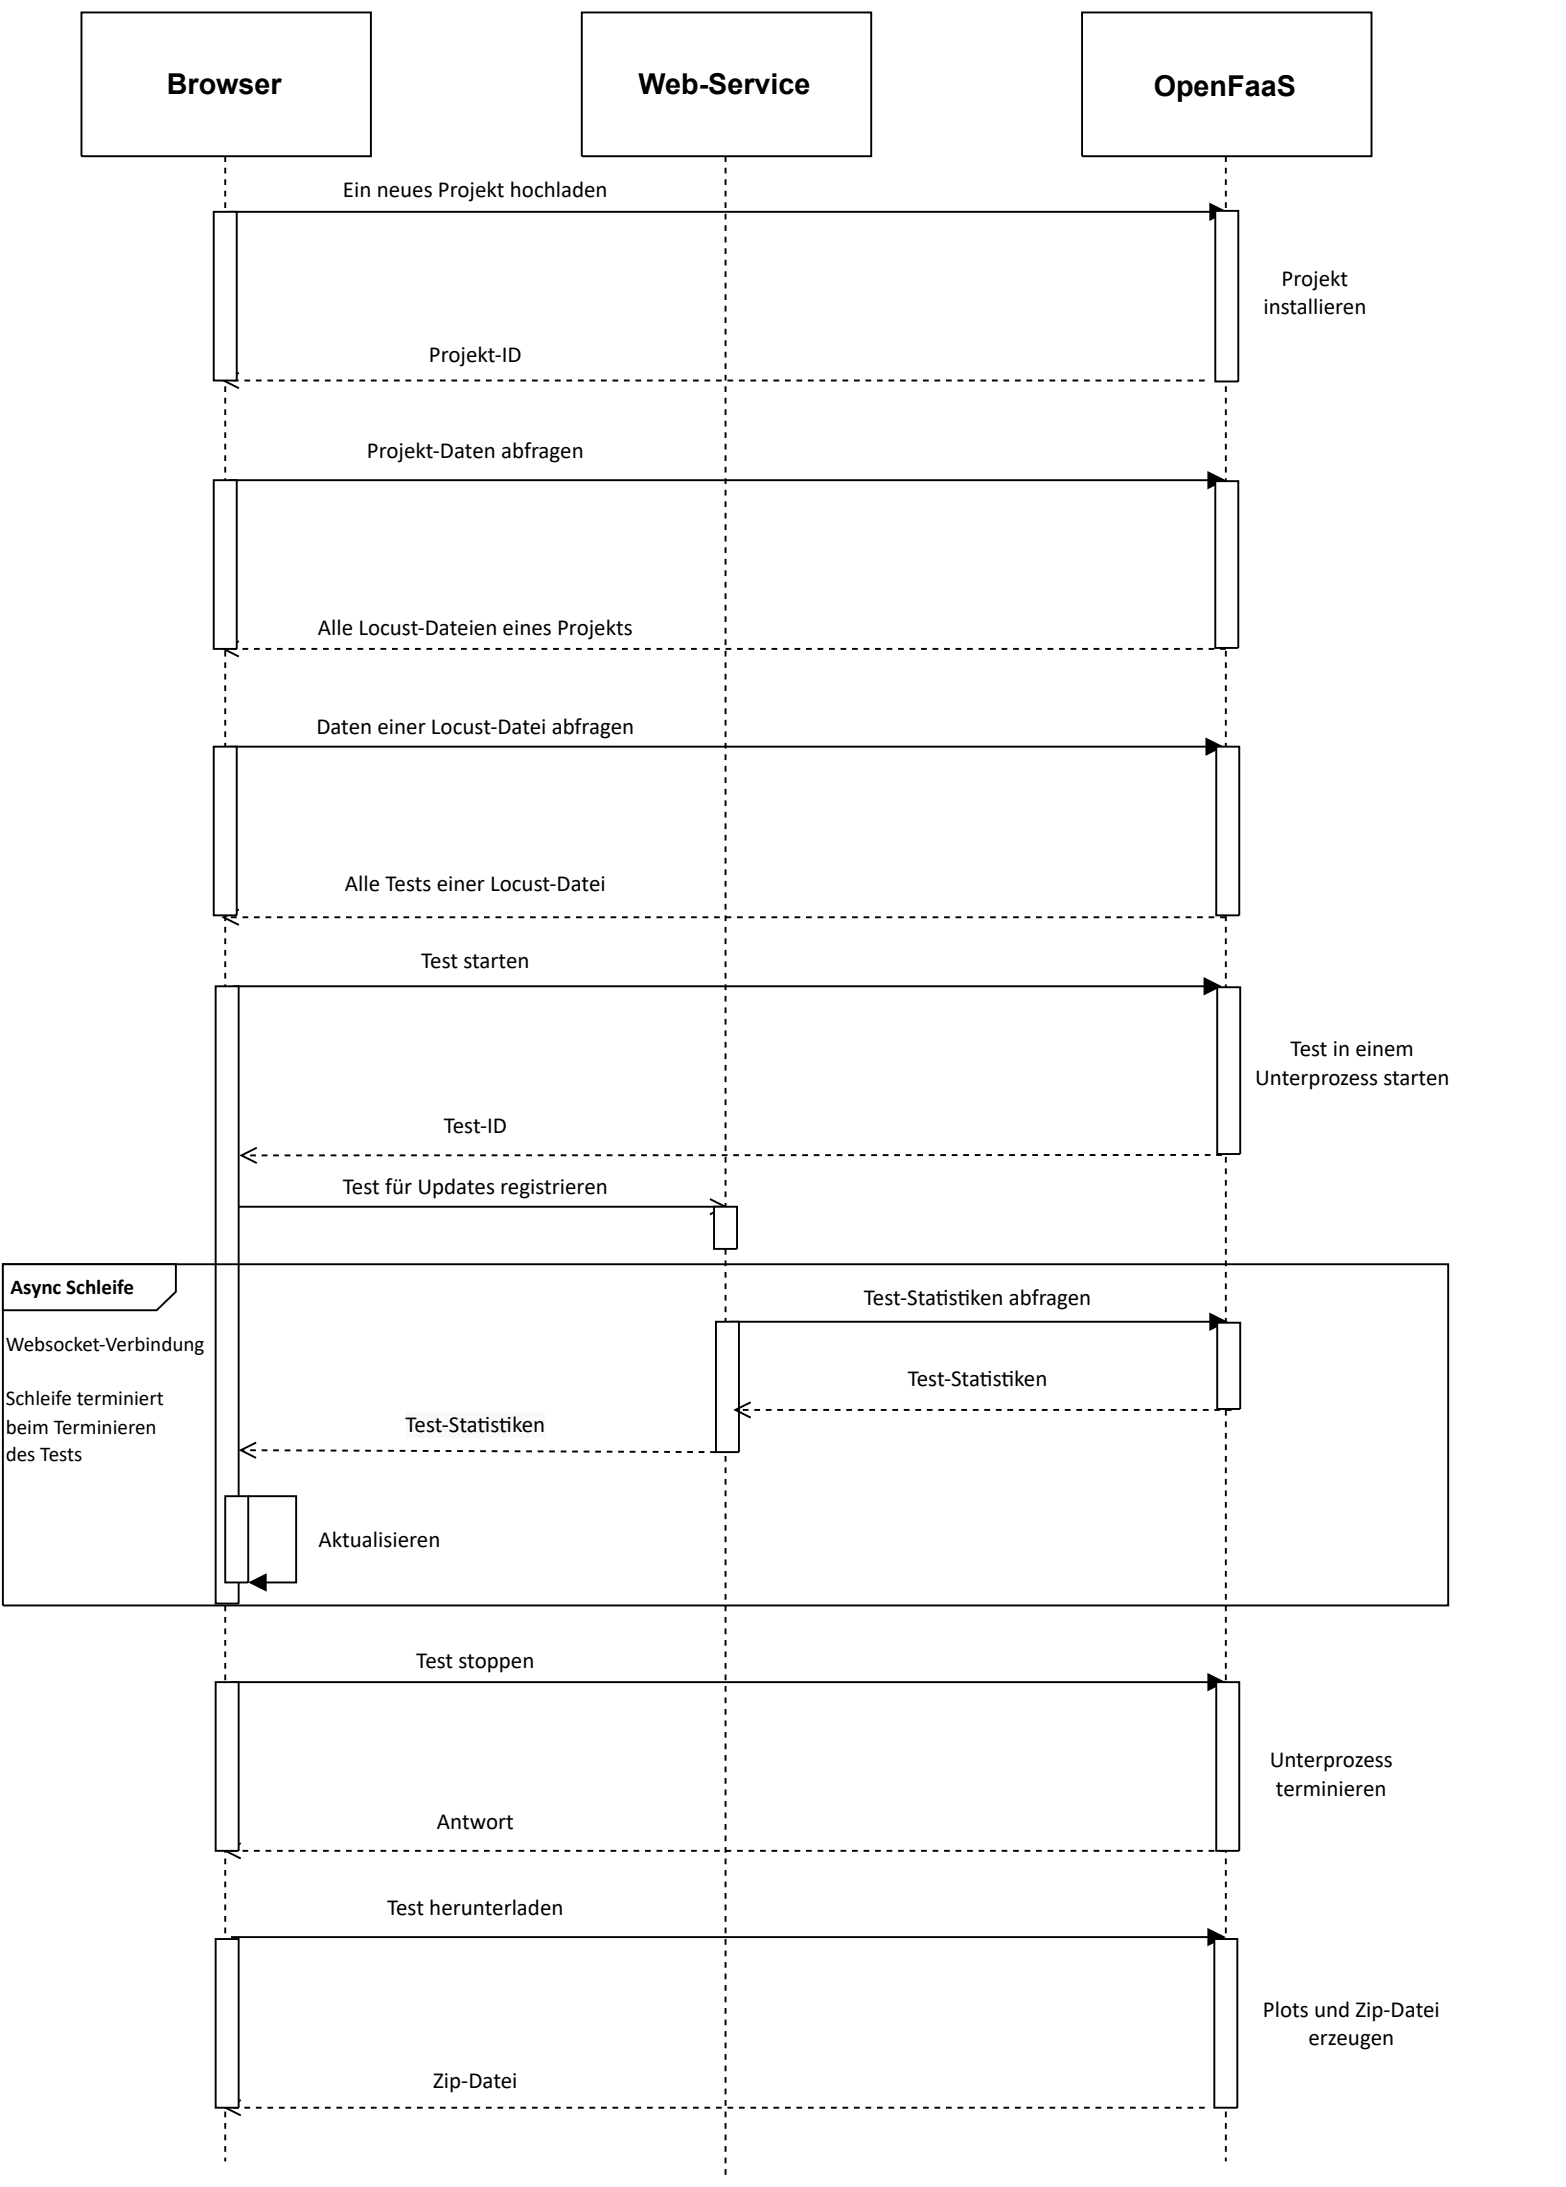 Browser
Web-Service
OpenFaaS
Ein neues Projekt hochladen
Projekt
installieren
Projekt-ID
Projekt-Daten abfragen
Alle Locust-Dateien eines Projekts
Daten einer Locust-Datei abfragen
Alle Tests einer Locust-Datei
Test starten
Test in einem
Unterprozess starten
Test-ID
Test für Updates registrieren
Async Schleife
Test-Statistiken abfragen
Websocket-Verbindung
Test-Statistiken
Schleife terminiert
beim Terminieren
des Tests
Test-Statistiken
Aktualisieren
Test stoppen
Unterprozess
terminieren
Antwort
Test herunterladen
Plots und Zip-Datei
erzeugen
Zip-Datei